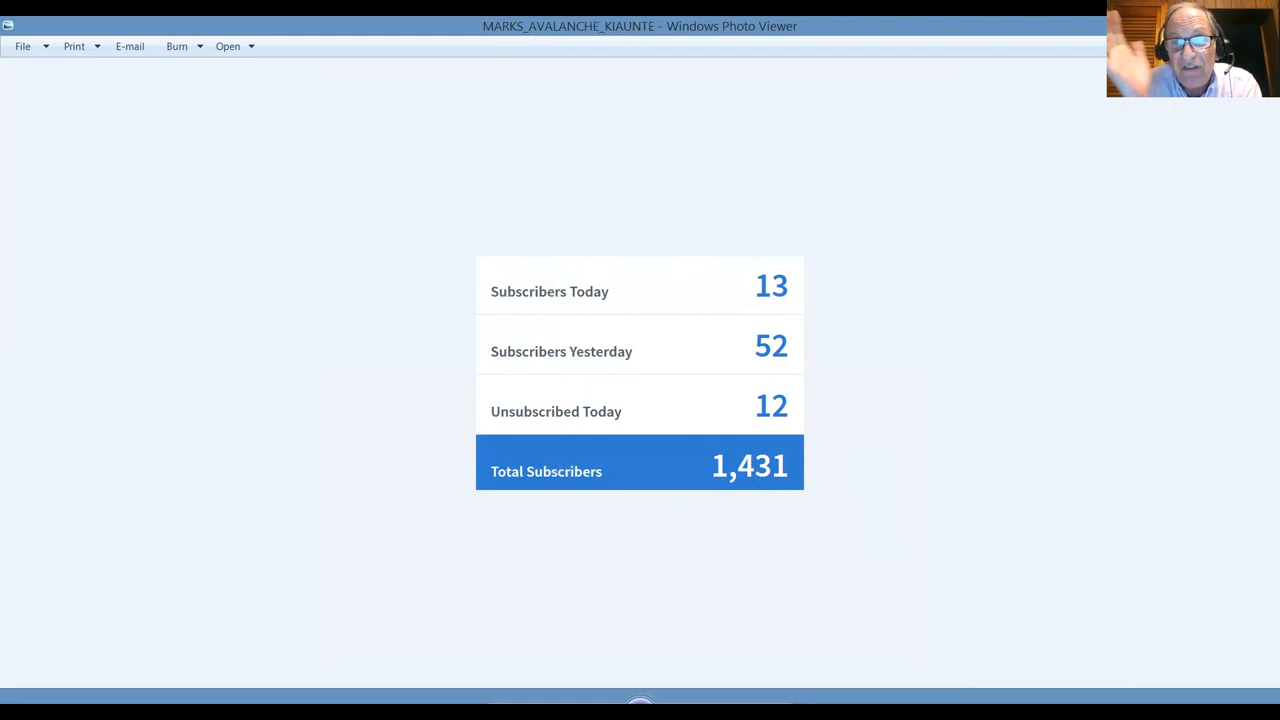 MARKS_AVALANCHE_KIAUNTE - Windows Photo Viewer
File Print E-mail Burn Open
Subscribers Today 13
Subscribers Yesterday 52
Unsubscribed Today 12
Total Subscribers 1,431